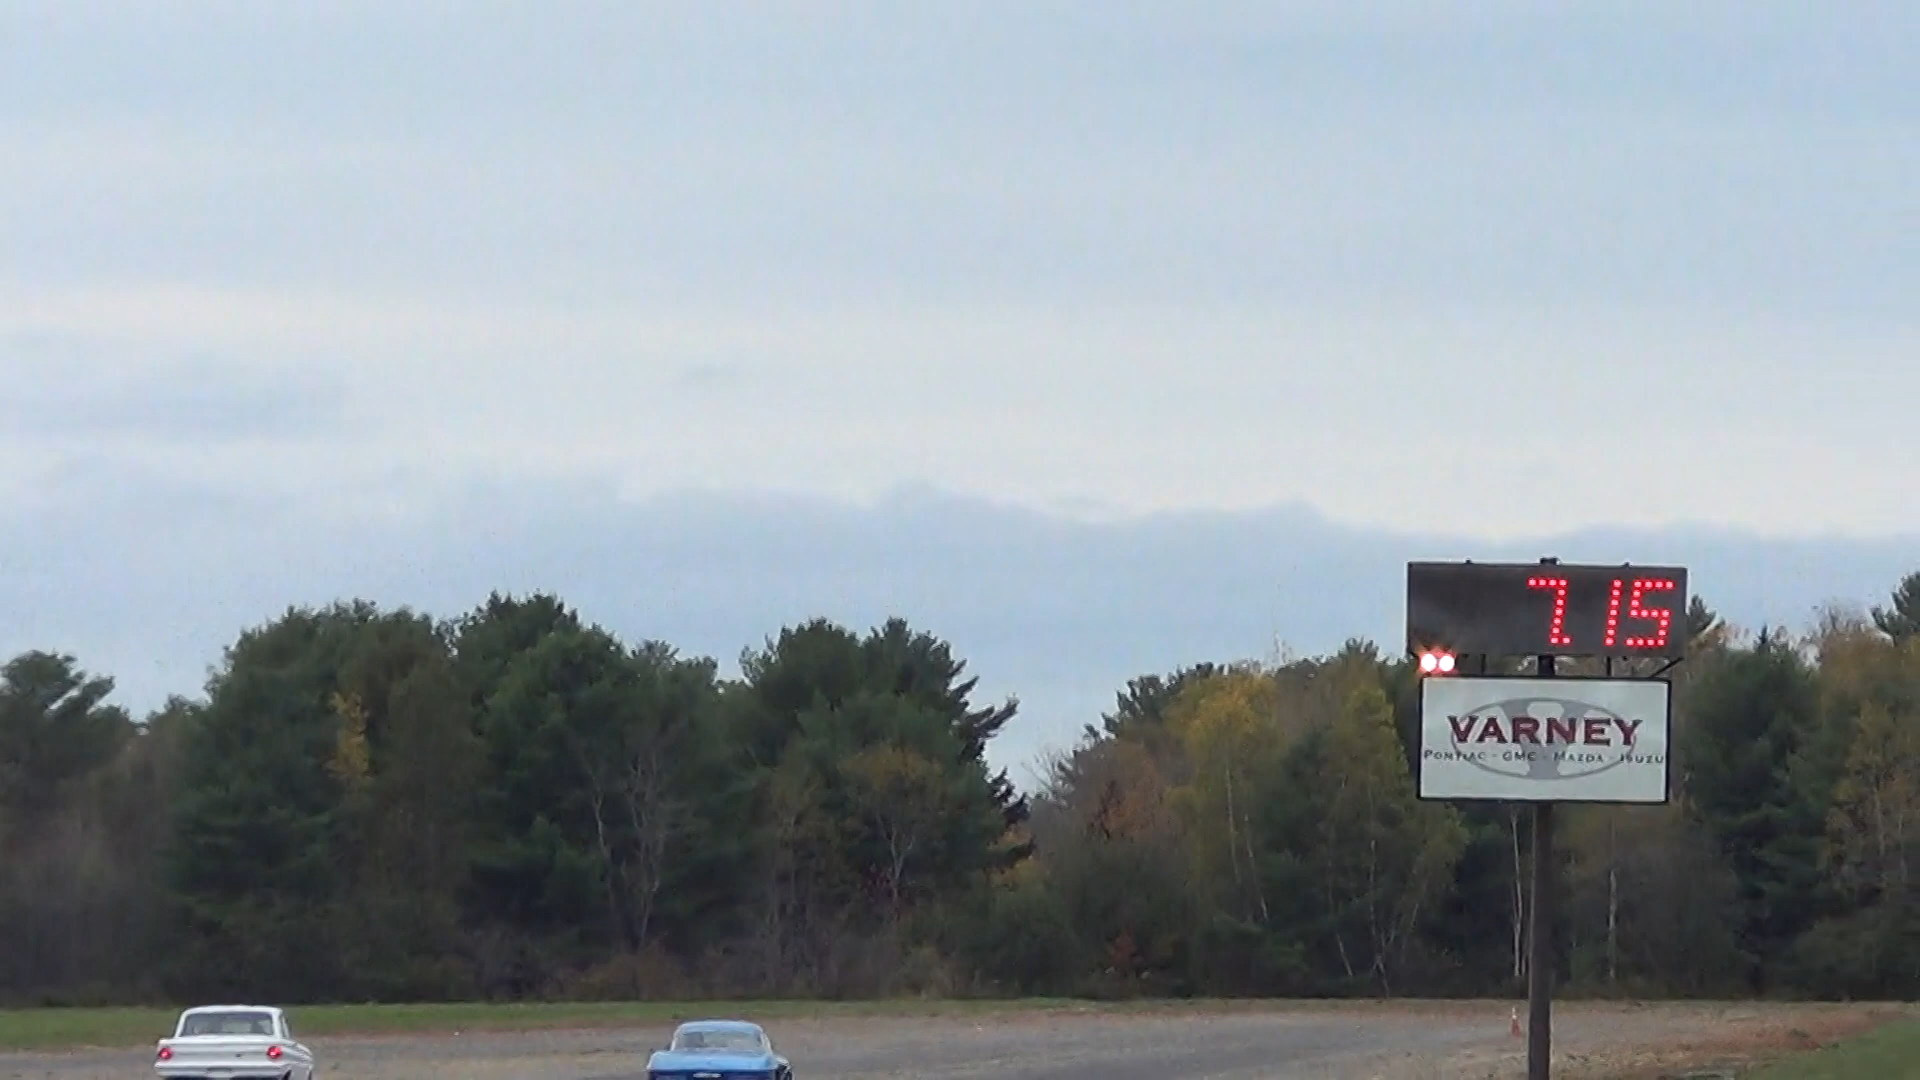 7.15
VARNEY
PONTIAC - GMC - MAZDA - ISUZU